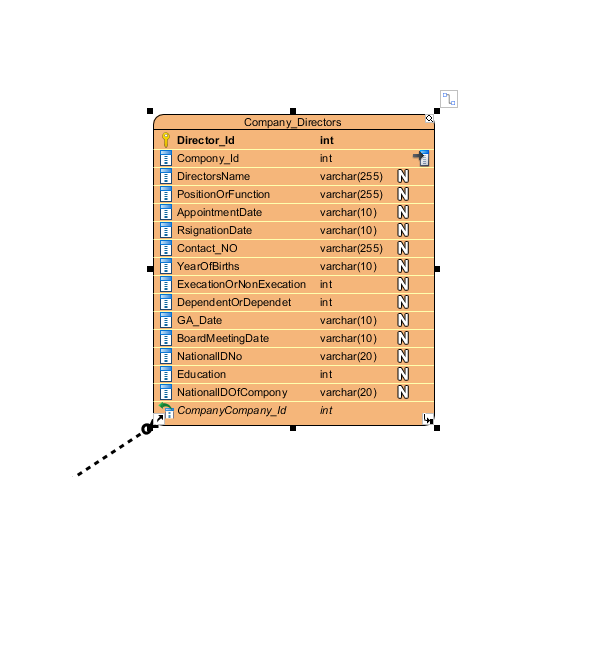 Company_Directors
Director_Id int
Compony_Id int
DirectorsName varchar(255) N
PositionOrFunction varchar(255) N
AppointmentDate varchar(10) N
RsignationDate varchar(10) N
Contact_NO varchar(255) N
YearOfBirths varchar(10) N
ExecutionOrNonExecution int N
DependentOrDependet int N
GA_Date varchar(10) N
BoardMeetingDate varchar(10) N
NationalIDNo varchar(20) N
Education int N
NationalIDOfCompony varchar(20) N
CompanyCompany_Id int